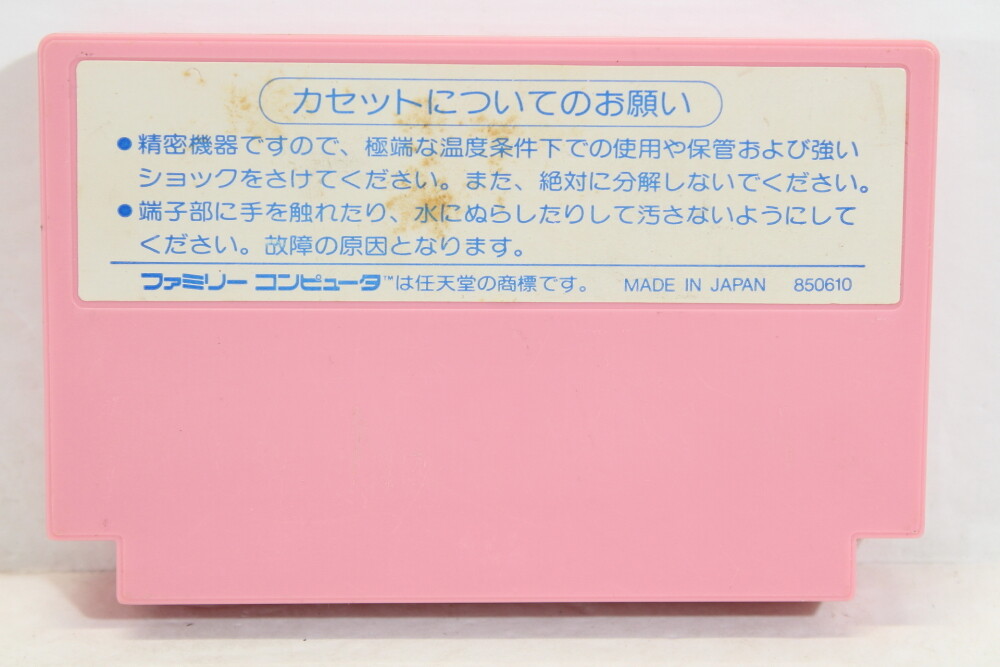 カセットについてのお願い
●精密機器ですので、極端な温度条件下での使用や保管および強い
ショックをさけてください。また、絶対に分解しないでください。
●端子部に手を触れたり、水にぬらしたりして汚さないようにして
ください。故障の原因となります。
ファミリー コンピュータ™は任天堂の商標です。 MADE IN JAPAN 850610